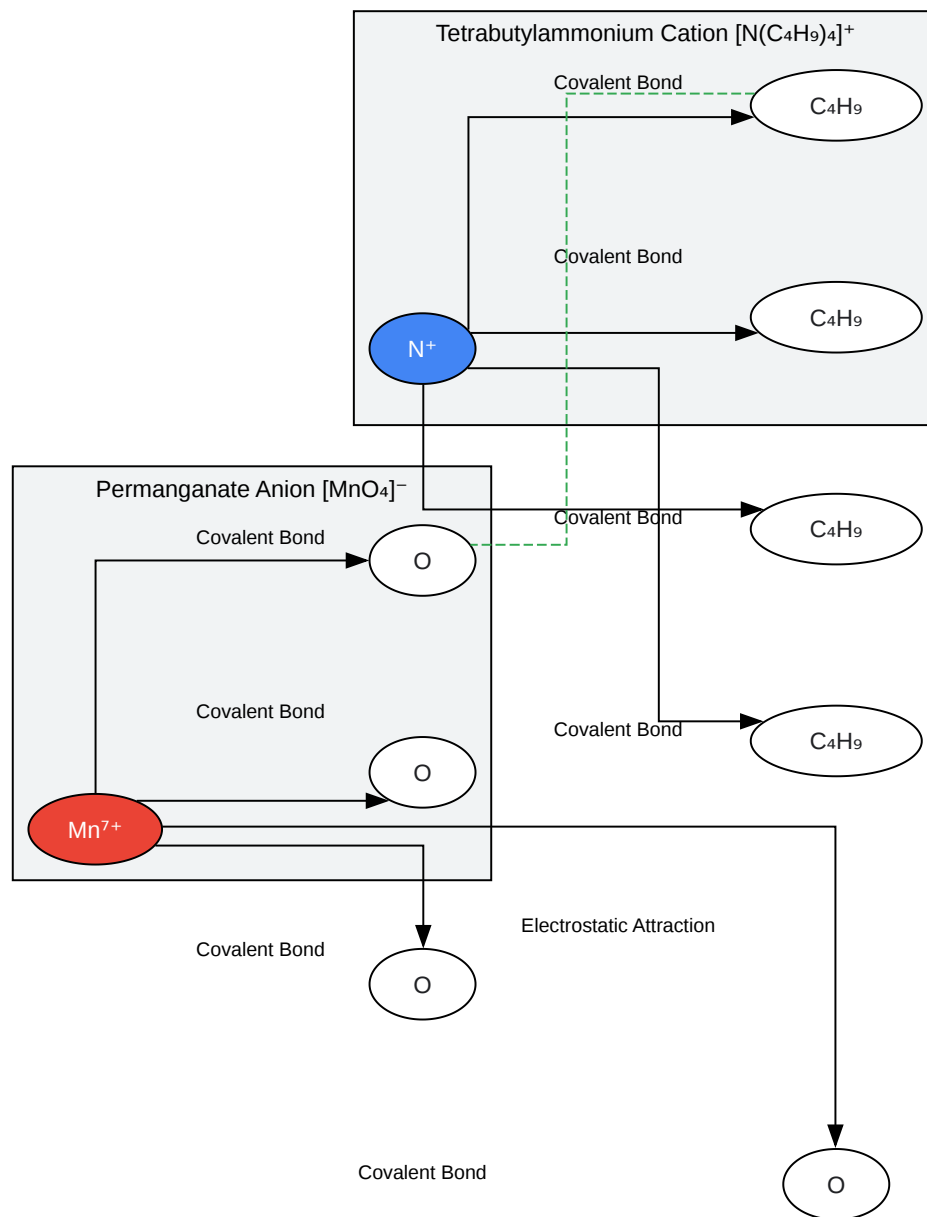 Tetrabutylammonium Cation [N(C₄H₉)₄]⁺
Covalent Bond
C₄H₉
Covalent Bond
C₄H₉
N⁺
Permanganate Anion [MnO₄]⁻
Covalent Bond
C₄H₉
Covalent Bond
O
Covalent Bond
Covalent Bond
C₄H₉
O
Mn⁷⁺
Electrostatic Attraction
Covalent Bond
O
Covalent Bond
O